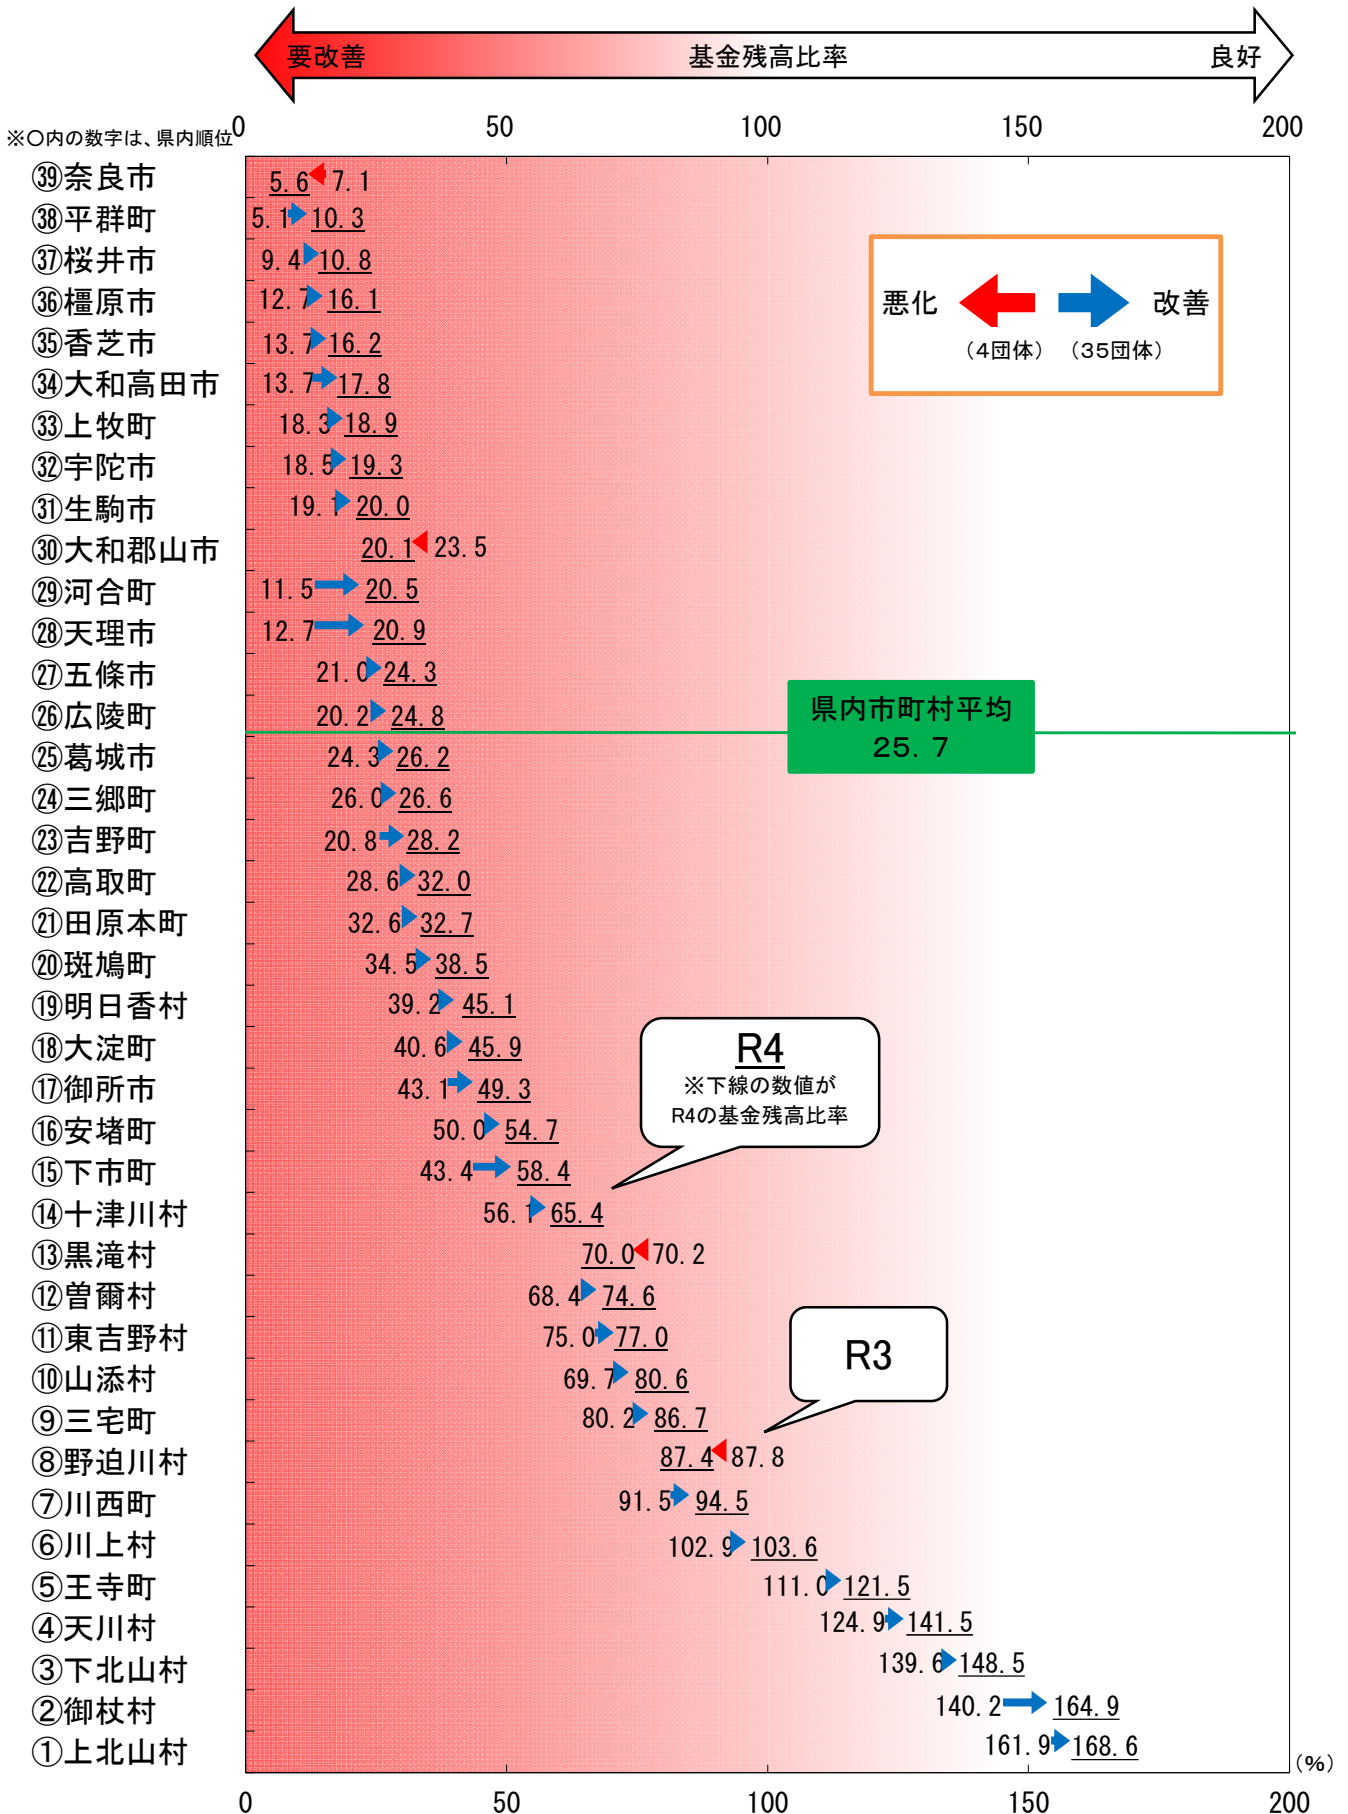 要改善 基金残高比率 良好
※○内の数字は、県内順位
0 50 100 150 200
㊴奈良市 5.6 7.1
㊳平群町 5.1 10.3
㊲桜井市 9.4 10.8
㊱橿原市 12.7 16.1
㉟香芝市 13.7 16.2
㉞大和高田市 13.7 17.8
㉝上牧町 18.3 18.9
㉜宇陀市 18.5 19.3
㉛生駒市 19.1 20.0
㉚大和郡山市 20.1 23.5
㉙河合町 11.5 20.5
㉘天理市 12.7 20.9
㉗五條市 21.0 24.3
㉖広陵町 20.2 24.8
㉕葛城市 24.3 26.2
㉔三郷町 26.0 26.6
㉓吉野町 20.8 28.2
㉒高取町 28.6 32.0
㉑田原本町 32.6 32.7
⑳斑鳩町 34.5 38.5
⑲明日香村 39.2 45.1
⑱大淀町 40.6 45.9
⑰御所市 43.1 49.3
⑯安堵町 50.0 54.7
⑮下市町 43.4 58.4
⑭十津川村 56.1 65.4
⑬黒滝村 70.0 70.2
⑫曽爾村 68.4 74.6
⑪東吉野村 75.0 77.0
⑩山添村 69.7 80.6
⑨三宅町 80.2 86.7
⑧野迫川村 87.4 87.8
⑦川西町 91.5 94.5
⑥川上村 102.9 103.6
⑤王寺町 111.0 121.5
④天川村 124.9 141.5
③下北山村 139.6 148.5
②御杖村 140.2 164.9
①上北山村 161.9 168.6
(%)
0 50 100 150 200
悪化 改善
（4団体） （35団体）
県内市町村平均
25.7
R4
※下線の数値が
R4の基金残高比率
R3